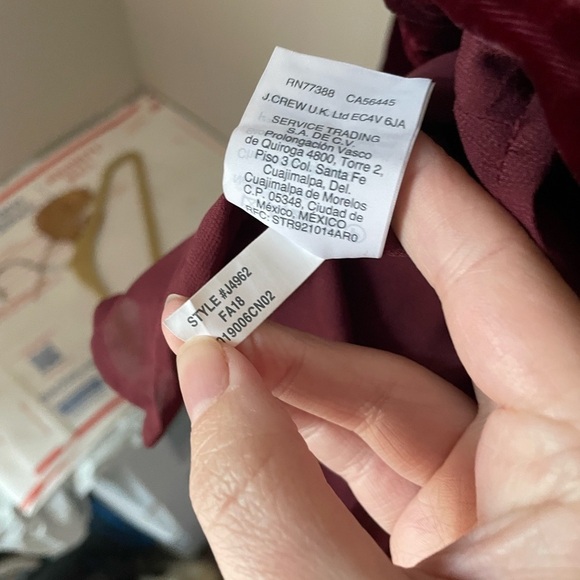 RN77388 CA56445
J.CREW U.K. Ltd EC4V 6JA
SERVICE TRADING
S.A. DE C.V.
Prolongación Vasco
de Quiroga 4800, Torre 2,
Piso 3 Col. Santa Fe
Cuajimalpa, Del.
Cuajimalpa de Morelos
C.P. 05348, Ciudad de
México, MÉXICO
RFC: STR921014AR0
STYLE #J4962
FA18
019006CN02